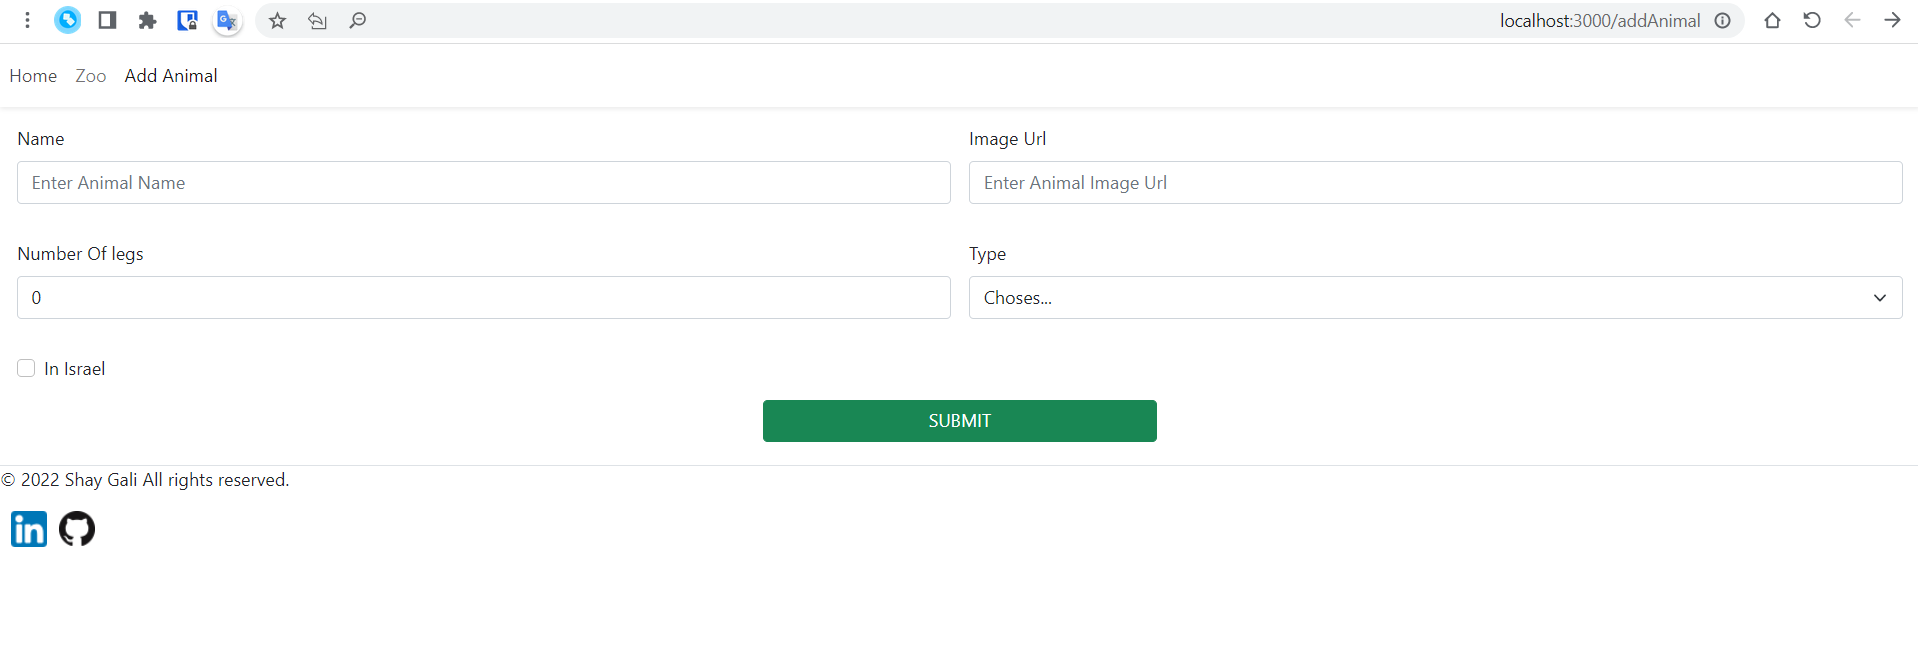 localhost:3000/addAnimal
Home Zoo Add Animal
Name
Image Url
Enter Animal Name
Enter Animal Image Url
Number Of legs
Type
0
Choses...
In Israel
SUBMIT
© 2022 Shay Gali All rights reserved.
in